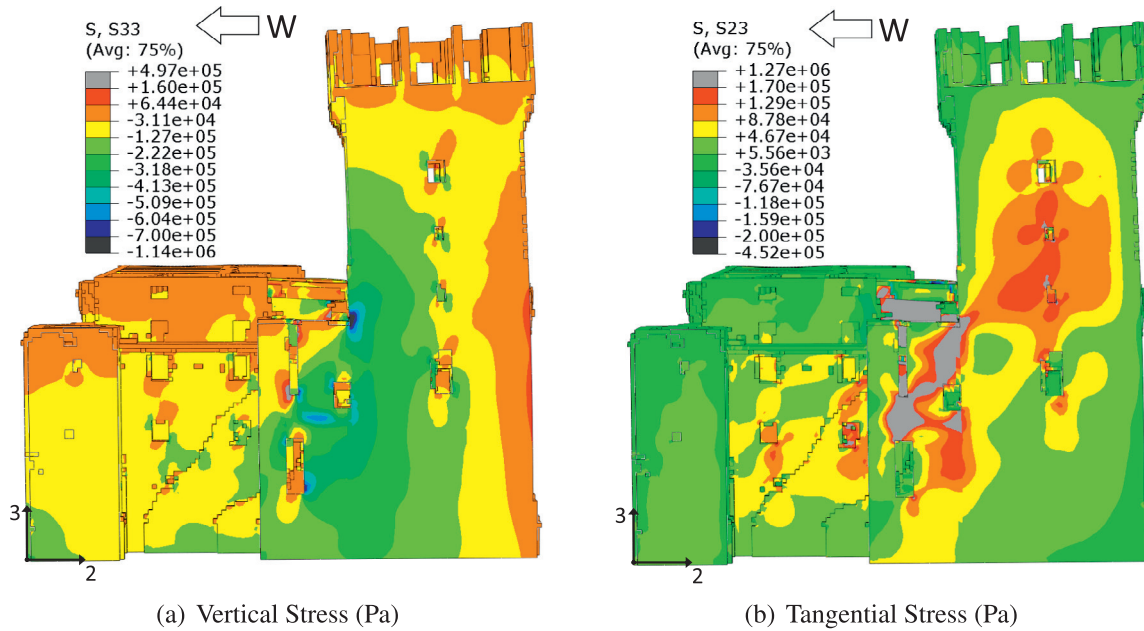 S, S33
(Avg: 75%)
+4.97e+05
+1.60e+05
+6.44e+04
-3.11e+04
-1.27e+05
-2.22e+05
-3.18e+05
-4.13e+05
-5.09e+05
-6.04e+05
-7.00e+05
-1.14e+06
W
3
2
(a) Vertical Stress (Pa)
S, S23
(Avg: 75%)
+1.27e+06
+1.70e+05
+1.29e+05
+8.78e+04
+4.67e+04
+5.56e+03
-3.56e+04
-7.67e+04
-1.18e+05
-1.59e+05
-2.00e+05
-4.52e+05
W
3
2
(b) Tangential Stress (Pa)